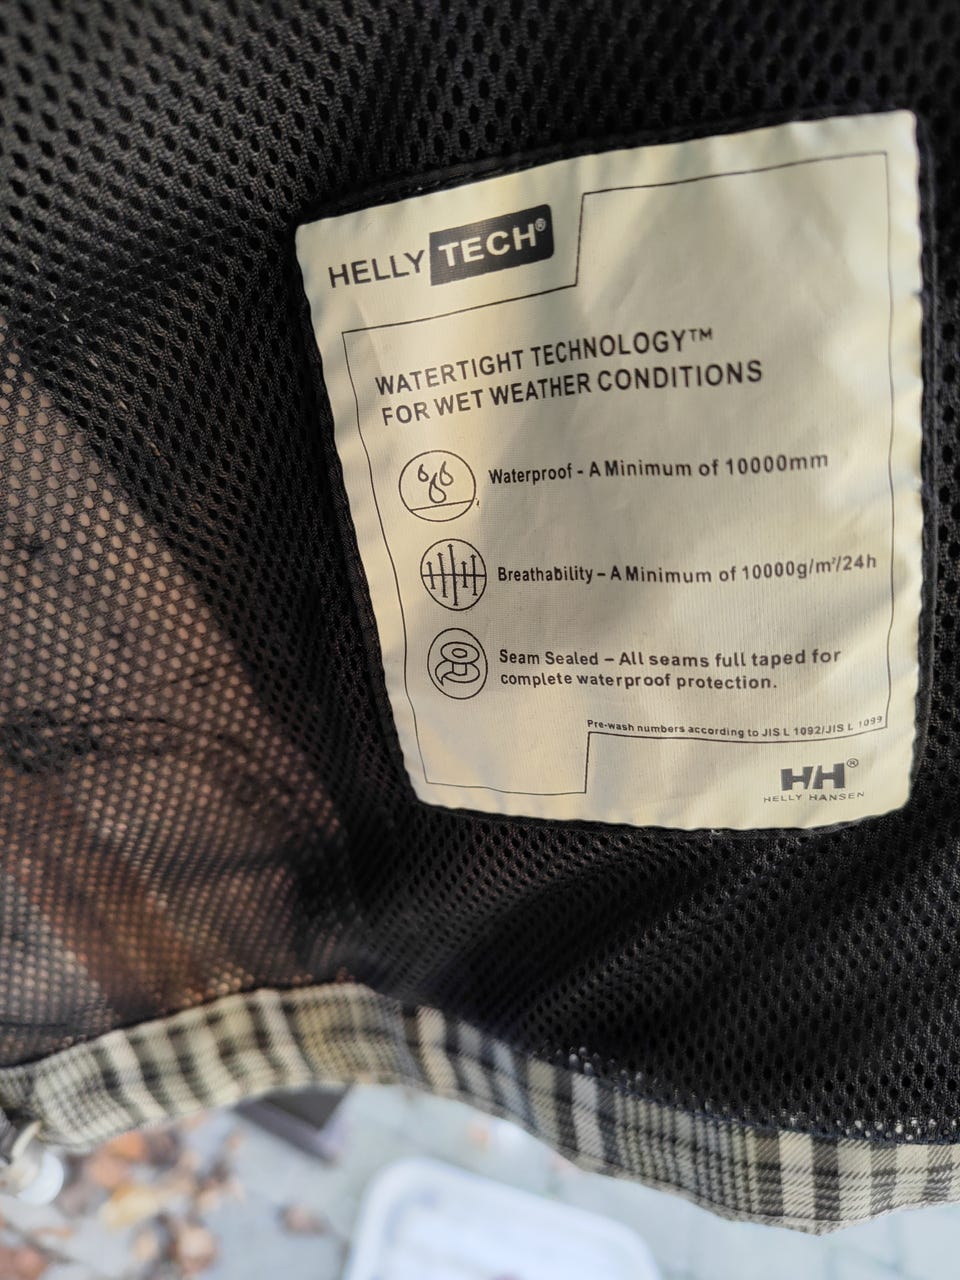 HELLY TECH®
WATERTIGHT TECHNOLOGY™
FOR WET WEATHER CONDITIONS
Waterproof - A Minimum of 10000mm
Breathability – A Minimum of 10000g/m²/24h
Seam Sealed – All seams full taped for
complete waterproof protection.
Pre-wash numbers according to JIS L 1092/JIS L 1099
HH®
HELLY HANSEN